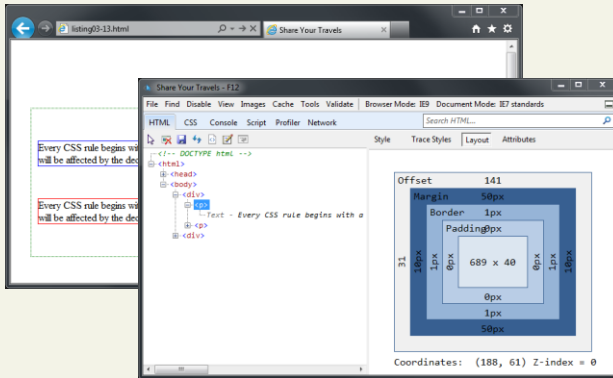 listing03-13.html
Share Your Travels
Every CSS rule begins wi
will be affected by the dec
Every CSS rule begins wi
will be affected by the dec
Share Your Travels - F12
File Find Disable View Images Cache Tools Validate Browser Mode: IE9 Document Mode: IE7 standards
HTML CSS Console Script Profiler Network Search HTML...
Style Trace Styles Layout Attributes
<!-- DOCTYPE html -->
<html>
<head>
<body>
<div>
<p>
Text - Every CSS rule begins with a
<p>
<div>
Offset 141
Margin 50px
Border 1px
Padding 0px
31 10px 1px 0px 689 x 40 0px 1px 10px
0px
1px
50px
Coordinates: (188, 61) Z-index = 0